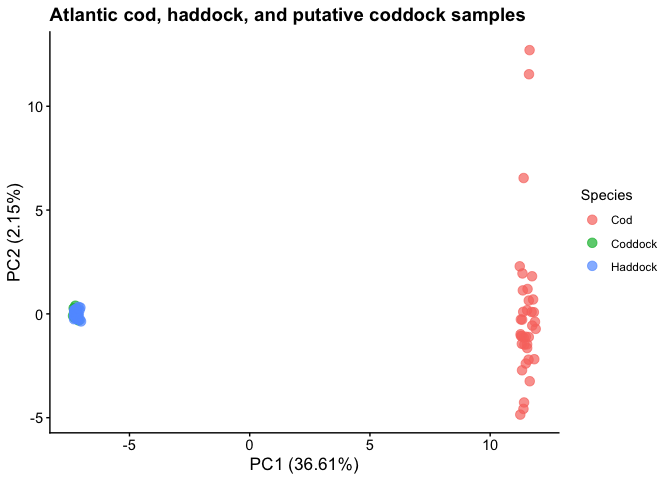 Atlantic cod, haddock, and putative coddock samples
10
5
0
-5
PC2 (2.15%)
-5
0
5
10
PC1 (36.61%)
Species
Cod
Coddock
Haddock